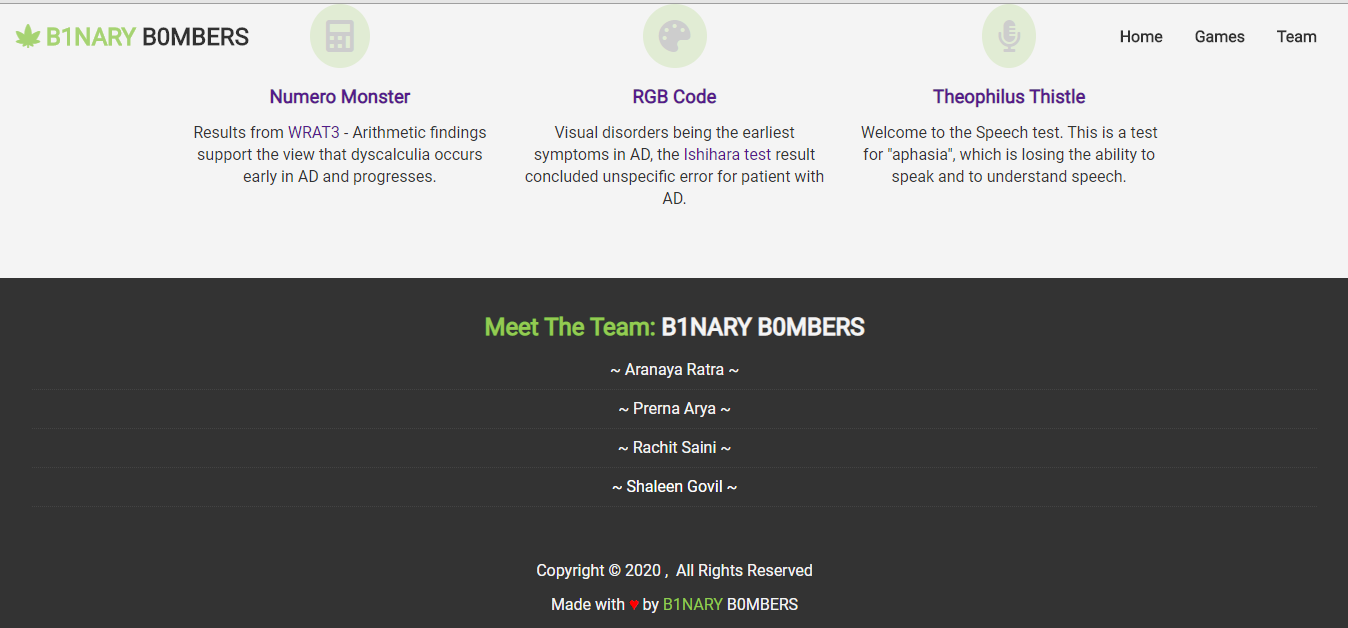 B1NARY B0MBERS
Home Games Team
Numero Monster
Results from WRAT3 - Arithmetic findings
support the view that dyscalculia occurs
early in AD and progresses.
RGB Code
Visual disorders being the earliest
symptoms in AD, the Ishihara test result
concluded unspecific error for patient with
AD.
Theophilus Thistle
Welcome to the Speech test. This is a test
for "aphasia", which is losing the ability to
speak and to understand speech.
Meet The Team: B1NARY B0MBERS
~ Aranaya Ratra ~
~ Prerna Arya ~
~ Rachit Saini ~
~ Shaleen Govil ~
Copyright © 2020 , All Rights Reserved
Made with ♥ by B1NARY B0MBERS